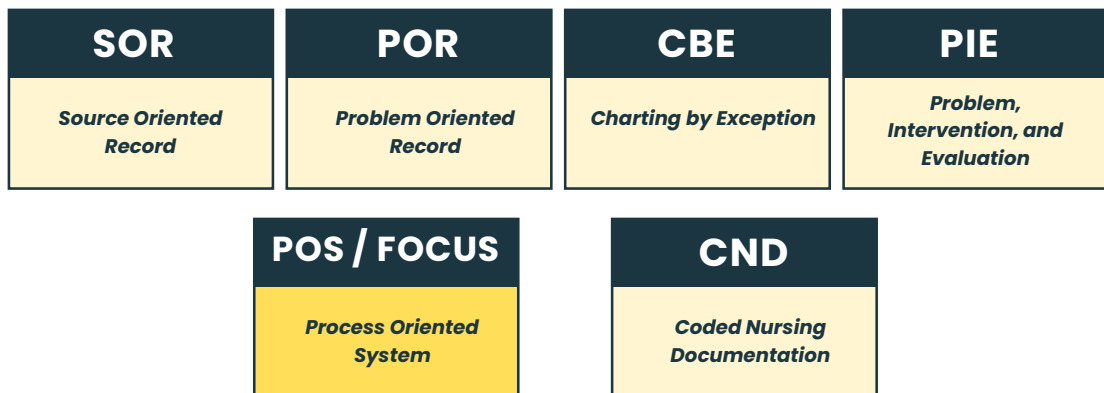 SOR
POR
CBE
PIE
Source Oriented
Record
Problem Oriented
Record
Charting by Exception
Problem,
Intervention, and
Evaluation
POS / FOCUS
CND
Process Oriented
System
Coded Nursing
Documentation